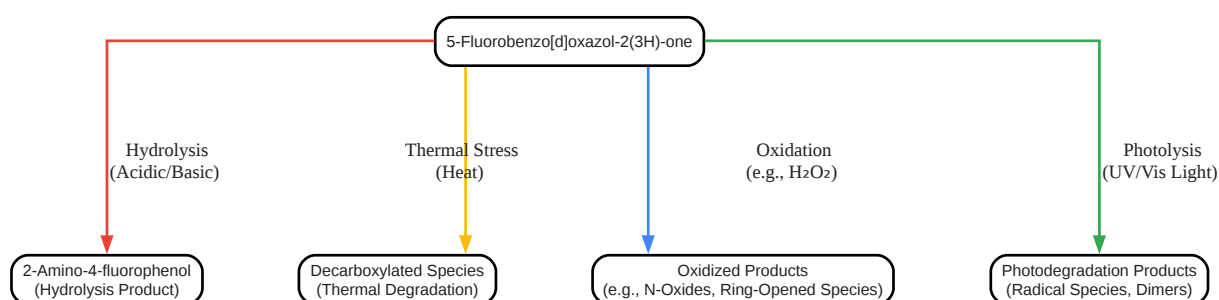 5-Fluorobenzo[d]oxazol-2(3H)-one
Hydrolysis
(Acidic/Basic)
Thermal Stress
(Heat)
Oxidation
(e.g., H₂O₂)
Photolysis
(UV/Vis Light)
2-Amino-4-fluorophenol
(Hydrolysis Product)
Decarboxylated Species
(Thermal Degradation)
Oxidized Products
(e.g., N-Oxides, Ring-Opened Species)
Photodegradation Products
(Radical Species, Dimers)